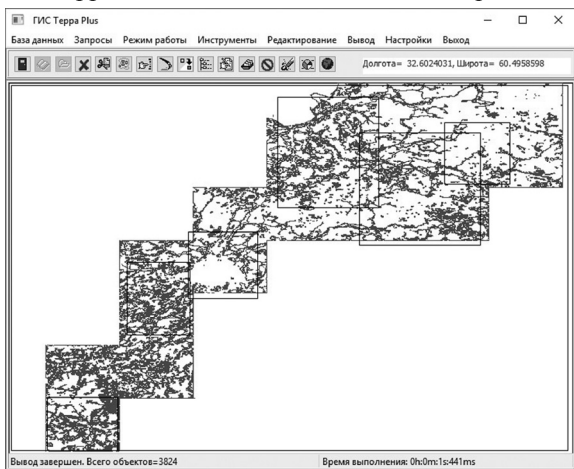 ГИС Терра Plus
База данных Запросы Режим работы Инструменты Редактирование Вывод Настройки Выход
Долгота= 32.6024031, Широта= 60.4958598
Вывод завершен. Всего объектов=3824 Время выполнения: 0h:0m:1s:441ms